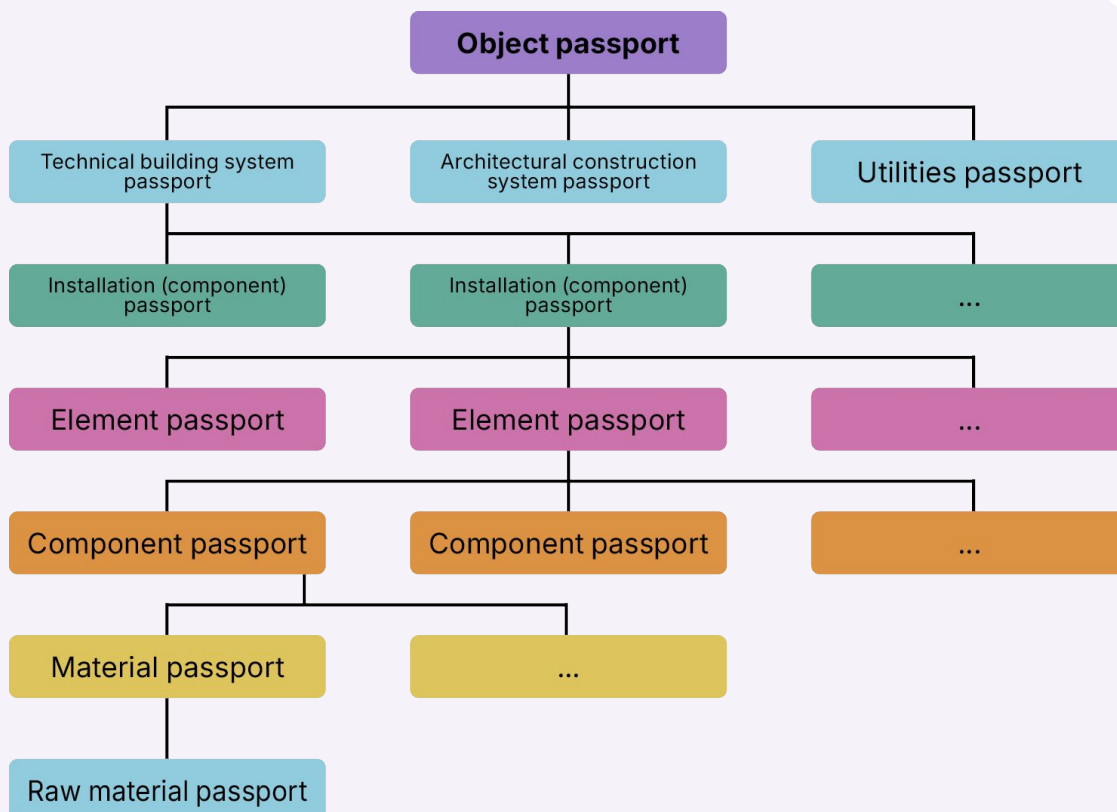 Object passport
Technical building system
passport
Architectural construction
system passport
Utilities passport
Installation (component)
passport
Installation (component)
passport
...
Element passport
Element passport
...
Component passport
Component passport
...
Material passport
...
Raw material passport